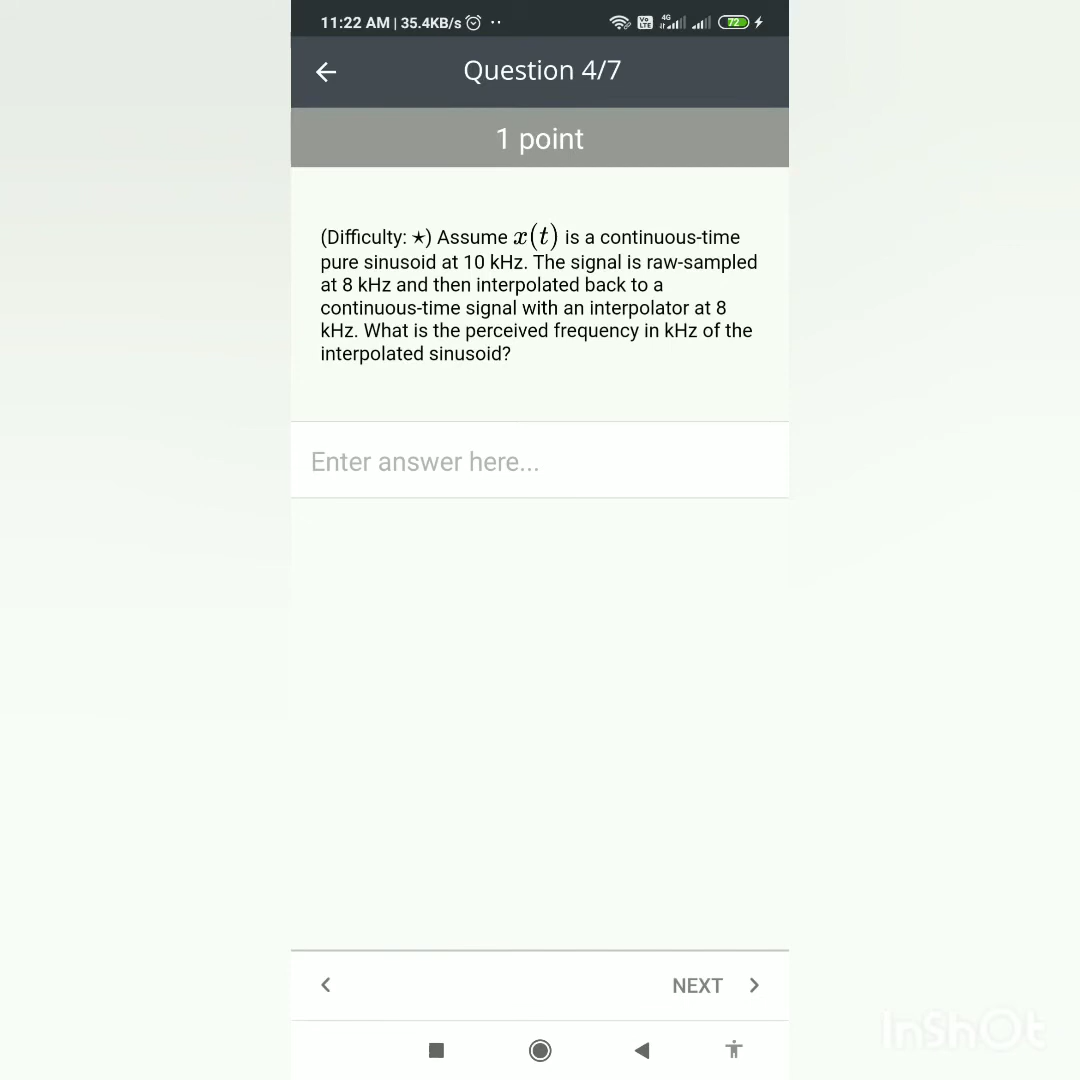 11:22 AM | 35.4KB/s
Vo LTE 4G 72
Question 4/7
1 point
(Difficulty: ★) Assume x(t) is a continuous-time
pure sinusoid at 10 kHz. The signal is raw-sampled
at 8 kHz and then interpolated back to a
continuous-time signal with an interpolator at 8
kHz. What is the perceived frequency in kHz of the
interpolated sinusoid?
Enter answer here...
NEXT
InShOt